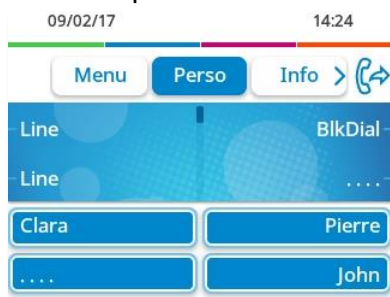 09/02/17 14:24
Menu Perso Info
Line BlkDial
Line ....
Clara Pierre
.... John